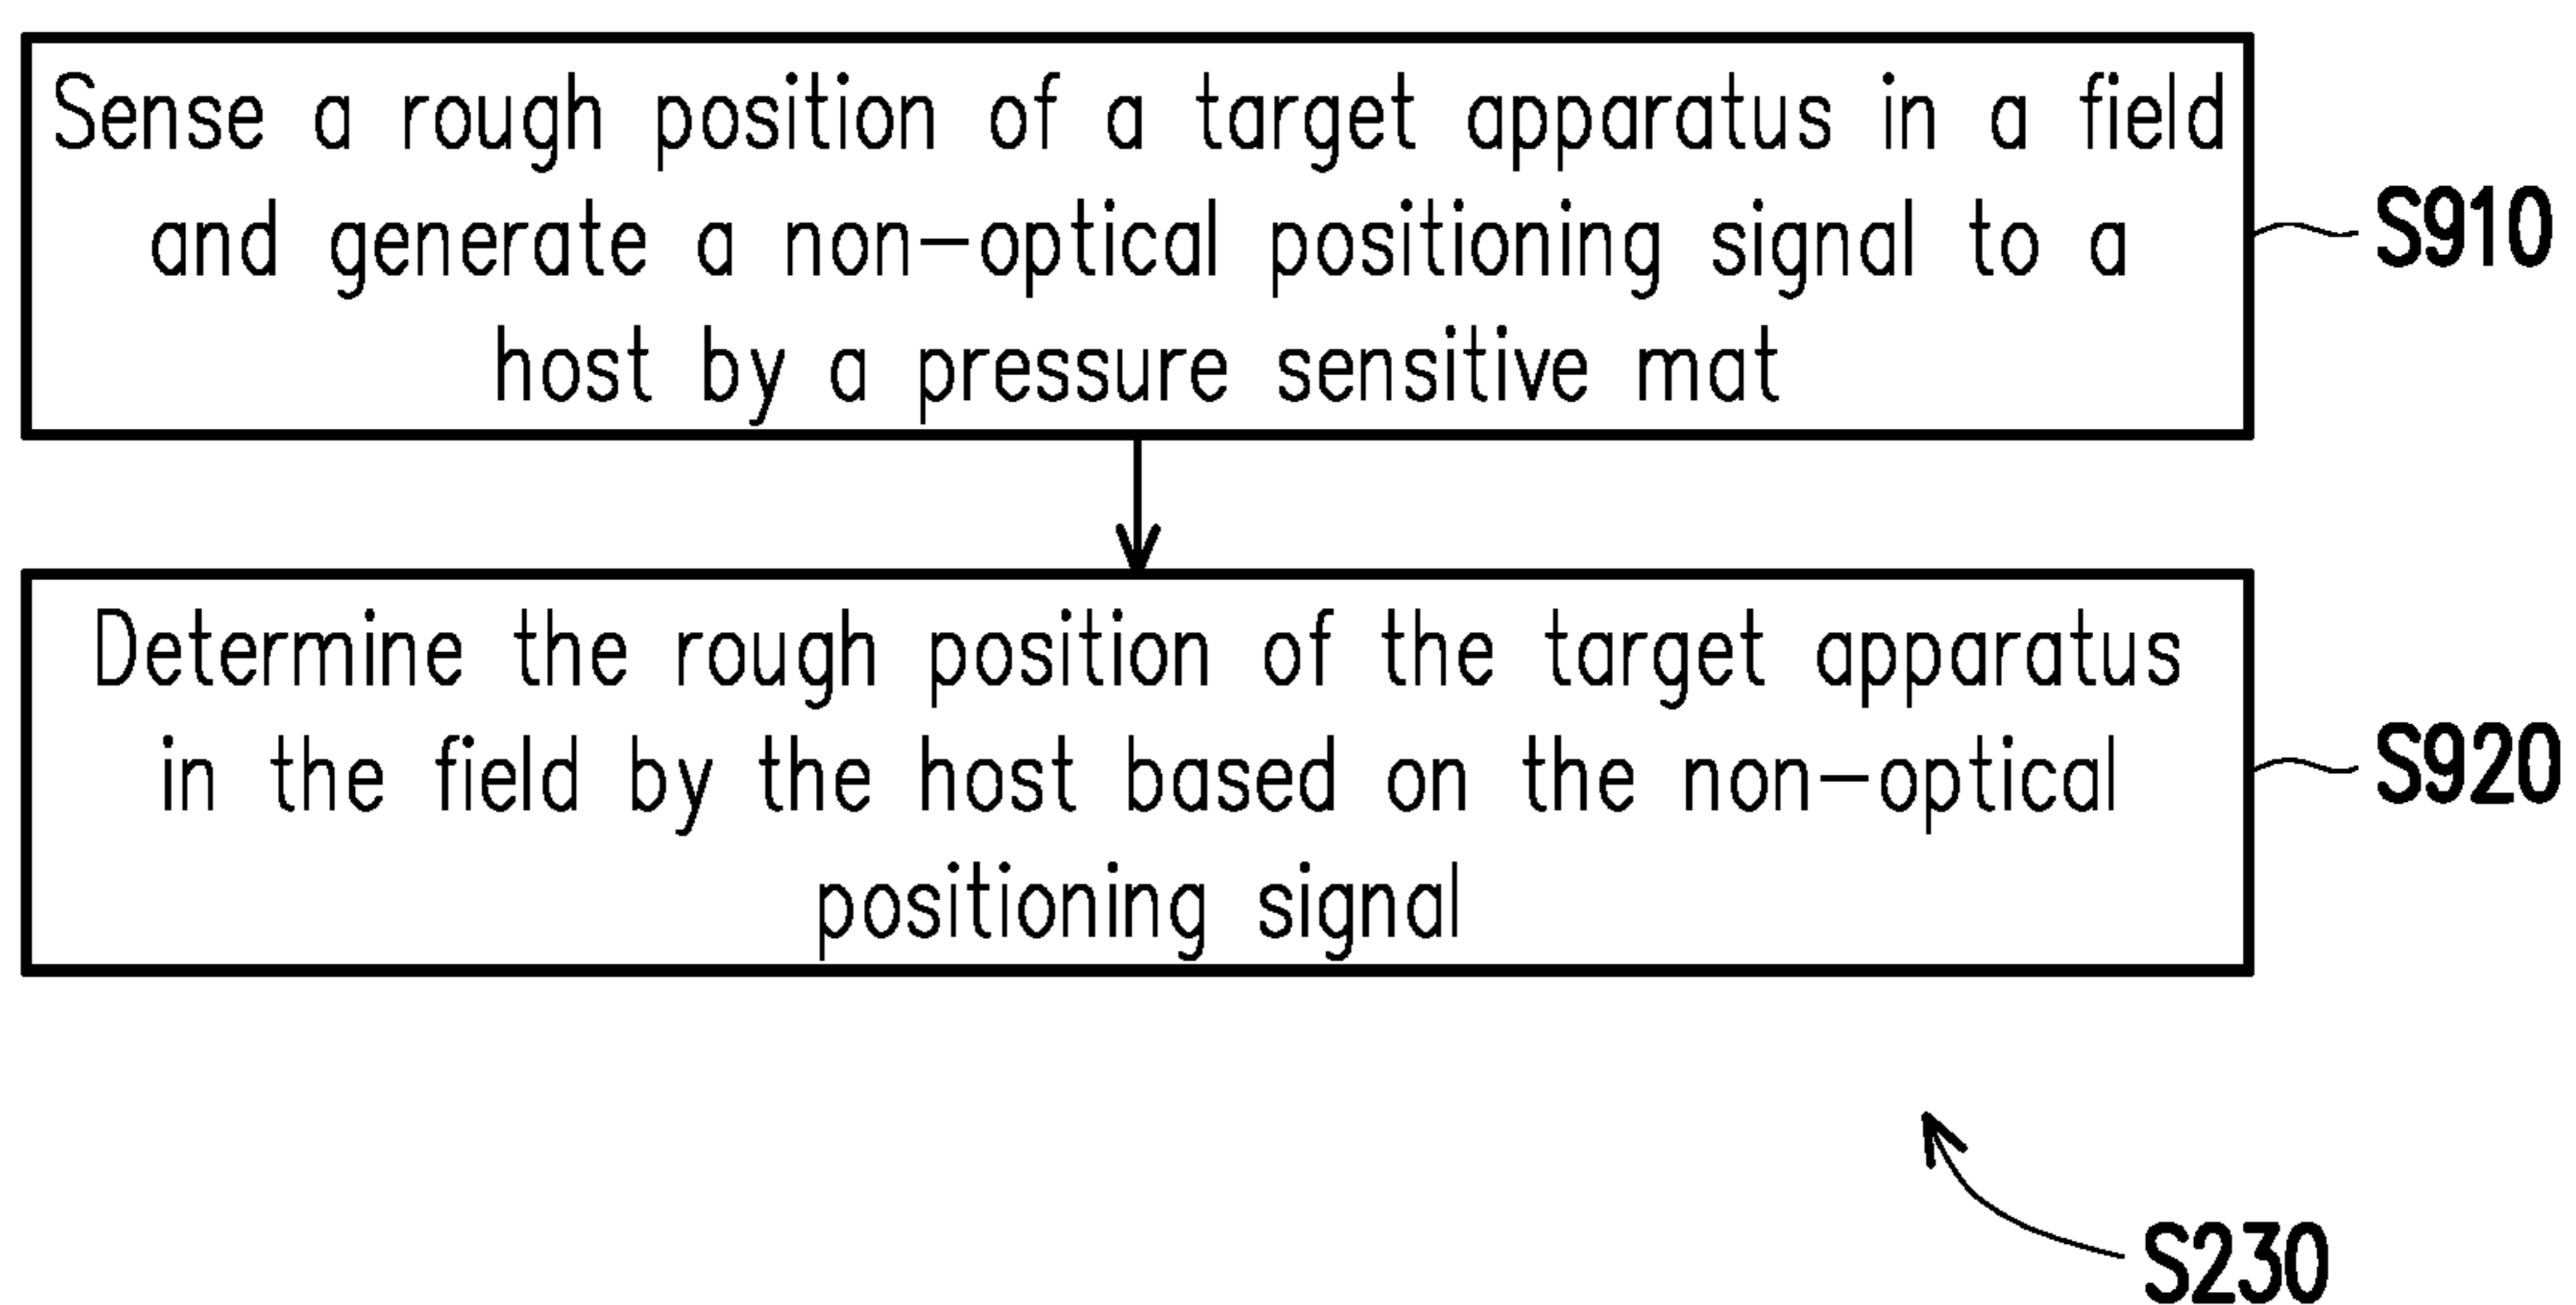 Sense a rough position of a target apparatus in a field
and generate a non-optical positioning signal to a
host by a pressure sensitive mat
S910
Determine the rough position of the target apparatus
in the field by the host based on the non-optical
positioning signal
S920
S230